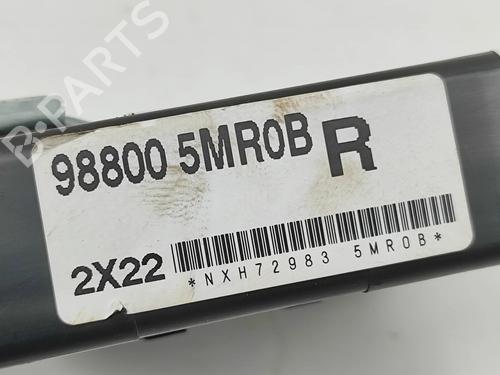 B-PARTS
98800 5MR0B R
2X22
*NXH72983 5MR0B*